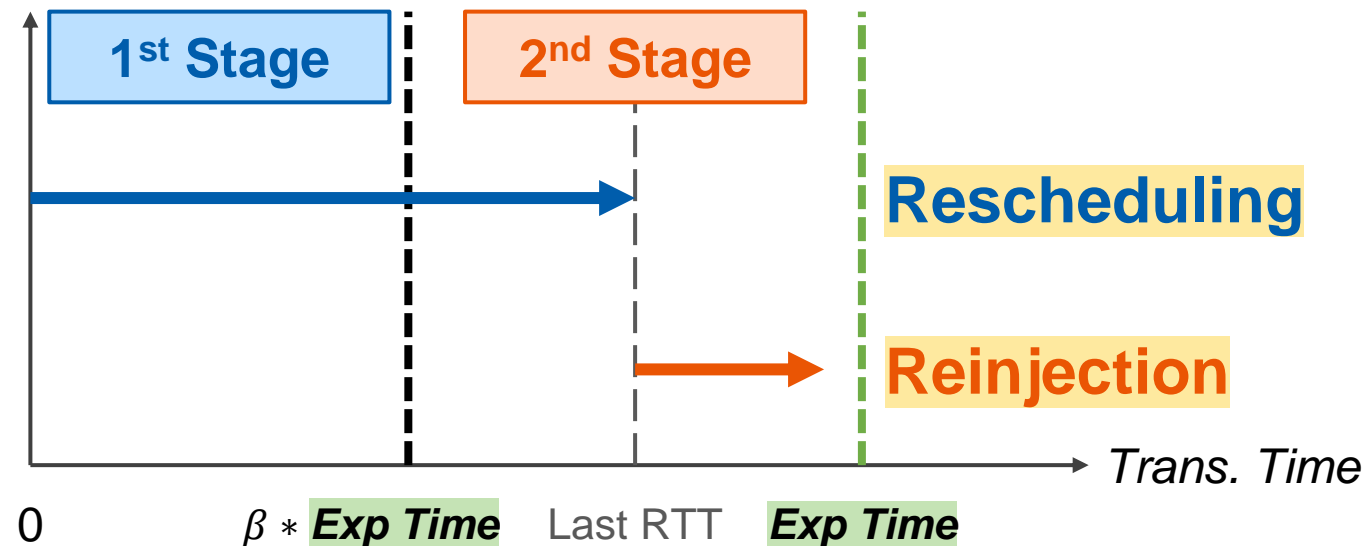 1st Stage
2nd Stage
Rescheduling
Reinjection
Trans. Time
0
β ∗ Exp Time
Last RTT
Exp Time